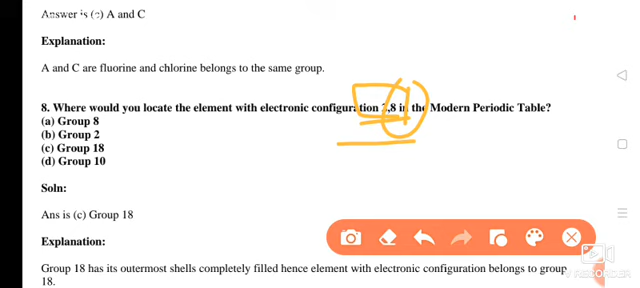 Answer is (c) A and C
Explanation:
A and C are fluorine and chlorine belongs to the same group.
8. Where would you locate the element with electronic configuration 2,8 in the Modern Periodic Table?
(a) Group 8
(b) Group 2
(c) Group 18
(d) Group 10
Soln:
Ans is (c) Group 18
Explanation:
Group 18 has its outermost shells completely filled hence element with electronic configuration belongs to group
18.
V RECORDER